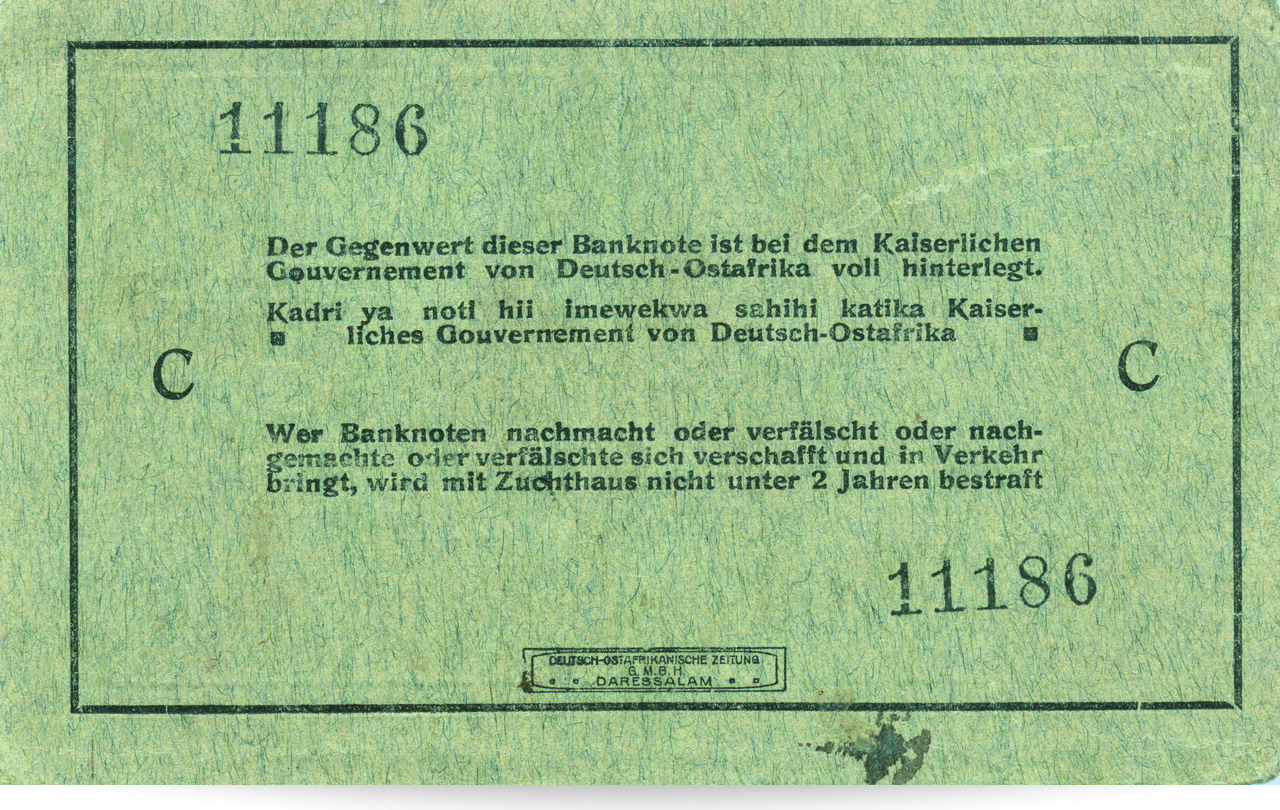 11186
Der Gegenwert dieser Banknote ist bei dem Kaiserlichen
Gouvernement von Deutsch-Ostafrika voll hinterlegt.
Kadri ya noti hii imewekwa sahihi katika Kaiser-
liches Gouvernement von Deutsch-Ostafrika
C
C
Wer Banknoten nachmacht oder verfälscht oder nach-
gemachte oder verfälschte sich verschafft und in Verkehr
bringt, wird mit Zuchthaus nicht unter 2 Jahren bestraft
11186
DEUTSCH-OSTAFRIKANISCHE ZEITUNG
G. M. B. H.
DARESSALAM